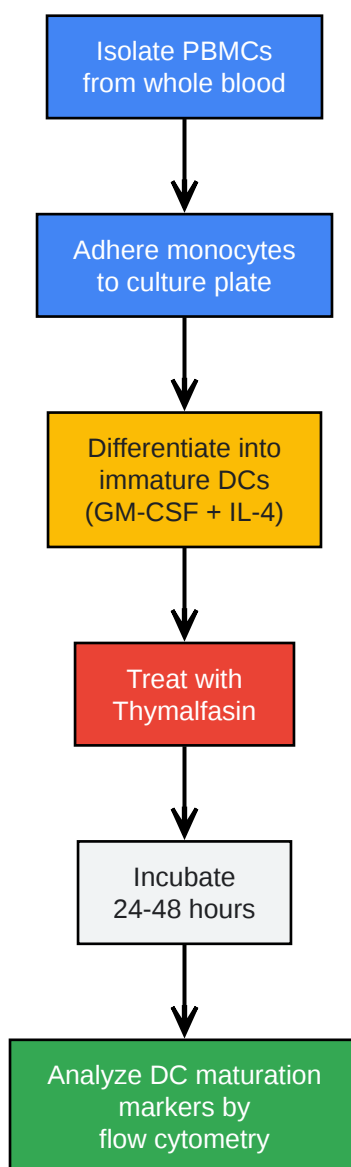 Isolate PBMCs
from whole blood
Adhere monocytes
to culture plate
Differentiate into
immature DCs
(GM-CSF + IL-4)
Treat with
Thymalfasin
Incubate
24-48 hours
Analyze DC maturation
markers by
flow cytometry